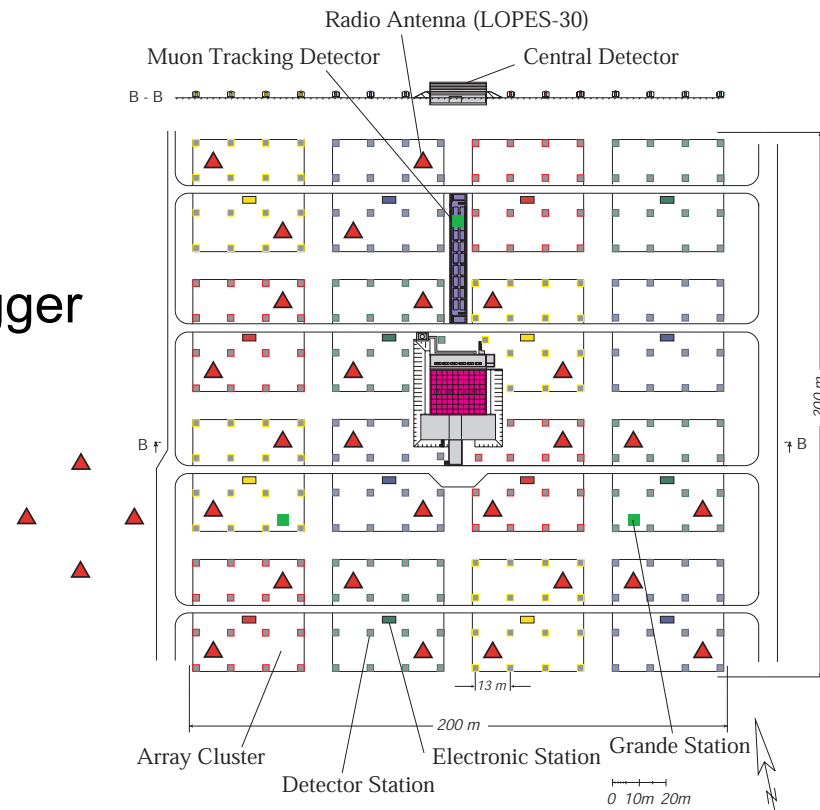 Radio Antenna (LOPES-30)
Muon Tracking Detector
Central Detector
B - B
gger
200 m
B
B
13 m
200 m
Array Cluster
Electronic Station
Grande Station
Detector Station
0 10m 20m